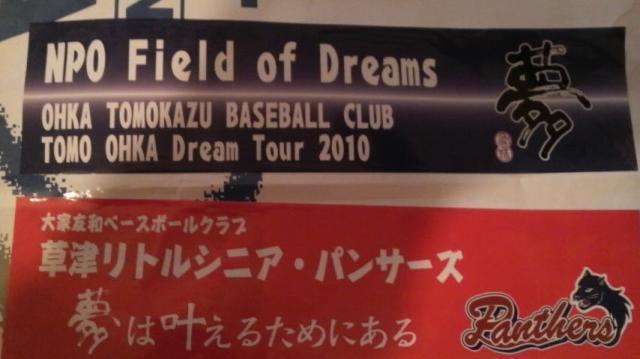 NPO Field of Dreams
OHKA TOMOKAZU BASEBALL CLUB
TOMO OHKA Dream Tour 2010
夢
大家友和ベースボールクラブ
草津リトルシニア・パンサーズ
夢は叶えるためにある
Panthers